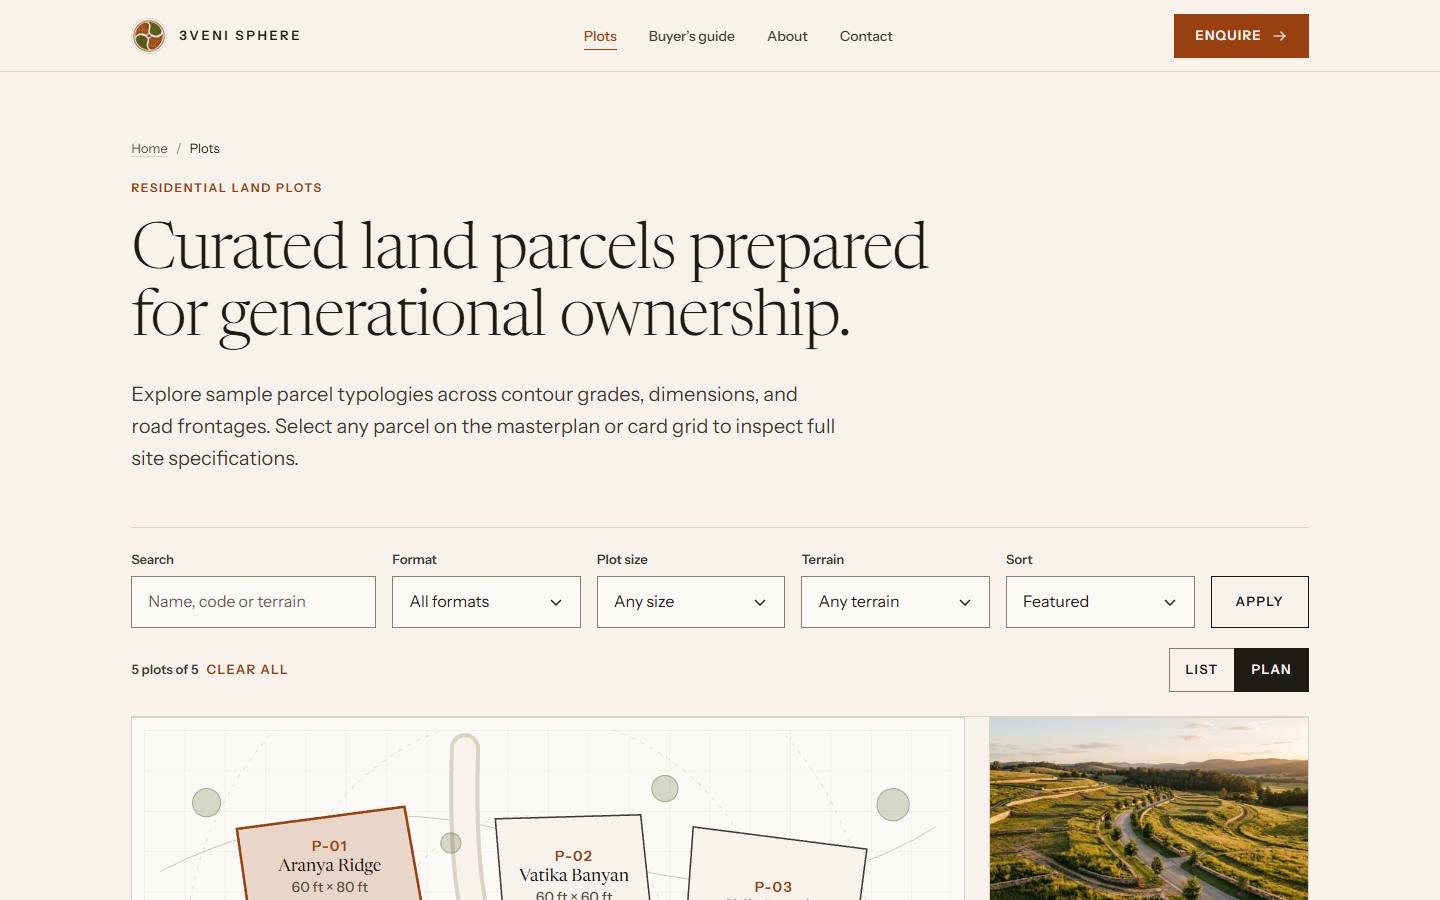 3VENI SPHERE
Plots
Buyer’s guide
About
Contact
ENQUIRE →
Home / Plots
RESIDENTIAL LAND PLOTS
Curated land parcels prepared
for generational ownership.
Explore sample parcel typologies across contour grades, dimensions, and
road frontages. Select any parcel on the masterplan or card grid to inspect full
site specifications.
Search
Format
Plot size
Terrain
Sort
Name, code or terrain
All formats
Any size
Any terrain
Featured
APPLY
5 plots of 5 CLEAR ALL
LIST
PLAN
P-01
Aranya Ridge
60 ft × 80 ft
P-02
Vatika Banyan
60 ft × 60 ft
P-03